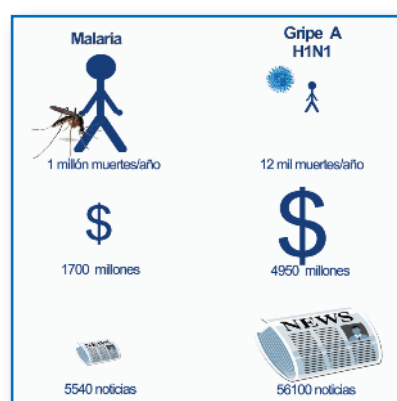 Malaria
Gripe A
H1N1
1 millón muertes/año
12 mil muertes/año
$
$
1700 millones
4950 millones
NEWS
NEWS
5540 noticias
56100 noticias